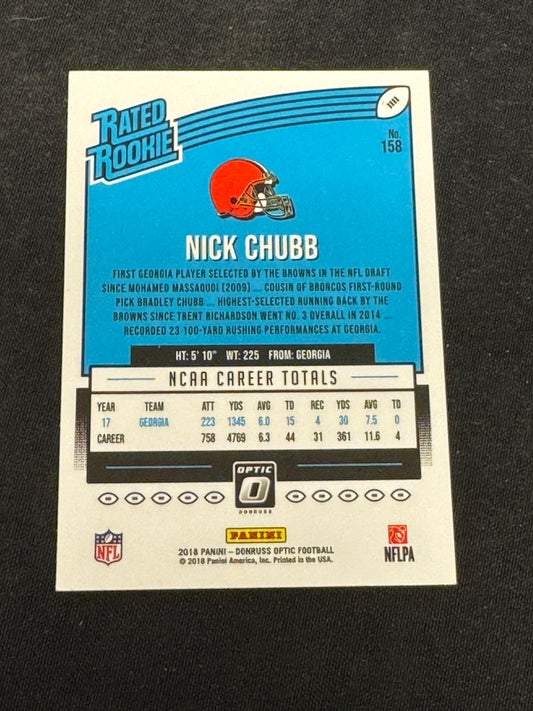 RATED
ROOKIE
No.
158
NICK CHUBB
FIRST GEORGIA PLAYER SELECTED BY THE BROWNS IN THE NFL DRAFT
SINCE MOHAMED MASSAQUOI (2009) ... COUSIN OF BRONCOS FIRST-ROUND
PICK BRADLEY CHUBB ... HIGHEST-SELECTED RUNNING BACK BY THE
BROWNS SINCE TRENT RICHARDSON WENT NO. 3 OVERALL IN 2014 ...
RECORDED 23 100-YARD RUSHING PERFORMANCES AT GEORGIA.
HT: 5' 10" WT: 225 FROM: GEORGIA
NCAA CAREER TOTALS
YEAR TEAM ATT YDS AVG TD REC YDS AVG TD
17 GEORGIA 223 1345 6.0 15 4 30 7.5 0
CAREER 758 4769 6.3 44 31 361 11.6 4
OPTIC
DONRUSS
NFL
PANINI
NFLPA
2018 PANINI – DONRUSS OPTIC FOOTBALL
© 2018 Panini America, Inc. Printed in the USA.